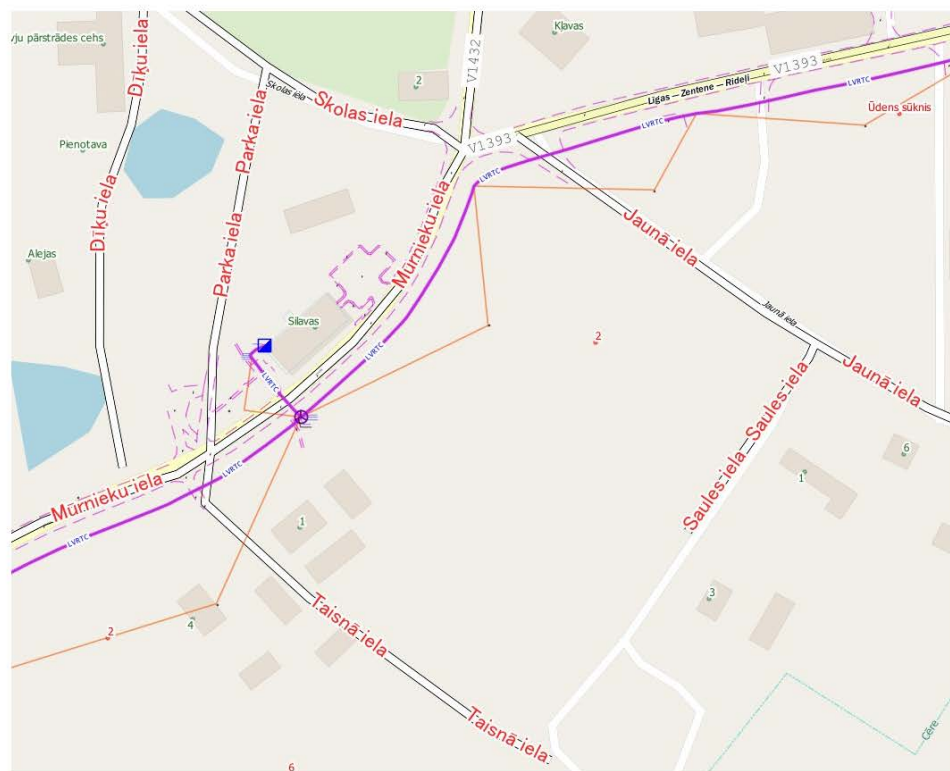 vju pārstrādes cehs
Dīķu iela
Kļavas
V1432
V1393
2
Līgas — Zentene — Rideļi
LVRTC
Ūdens sūknis
Skolas iela
Skolas iela
Parka iela
V1393
LVRTC
Pienotava
Dīķu iela
Mūrnieku iela
Jaunā iela
Alejas
Parka iela
Silavas
Jaunā iela
2
LVRTC
LVRTC
Jaunā iela
Saules iela
6
1
LVRTC
Mūrnieku iela
Saules iela
LVRTC
1
3
4
Taisnā iela
2
Taisnā iela
Cēre
6